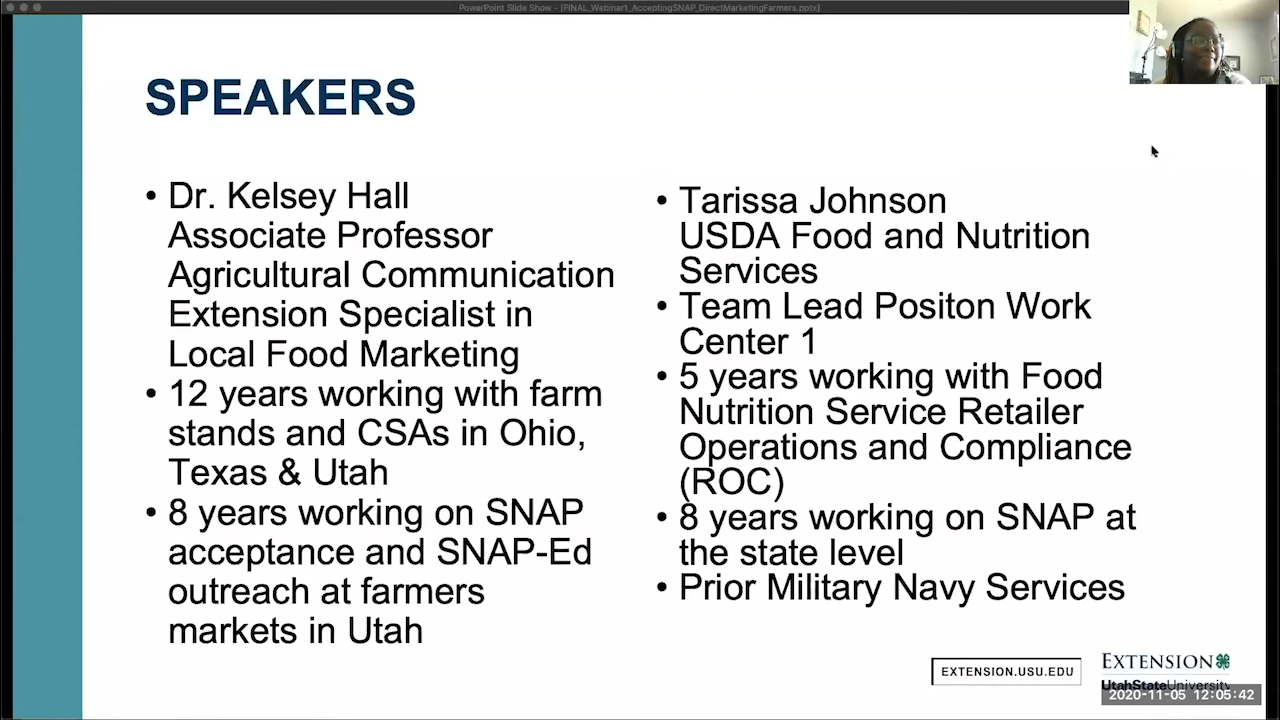 PowerPoint Slide Show - [FINAL_Webinar1_AcceptingSNAP_DirectMarketingFarmers.pptx]
SPEAKERS
• Dr. Kelsey Hall
Associate Professor
Agricultural Communication
Extension Specialist in
Local Food Marketing
• 12 years working with farm
stands and CSAs in Ohio,
Texas & Utah
• 8 years working on SNAP
acceptance and SNAP-Ed
outreach at farmers
markets in Utah
• Tarissa Johnson
USDA Food and Nutrition
Services
• Team Lead Positon Work
Center 1
• 5 years working with Food
Nutrition Service Retailer
Operations and Compliance
(ROC)
• 8 years working on SNAP at
the state level
• Prior Military Navy Services
EXTENSION.USU.EDU
EXTENSION
UtahStateUniversity
2020-11-05 12:05:42